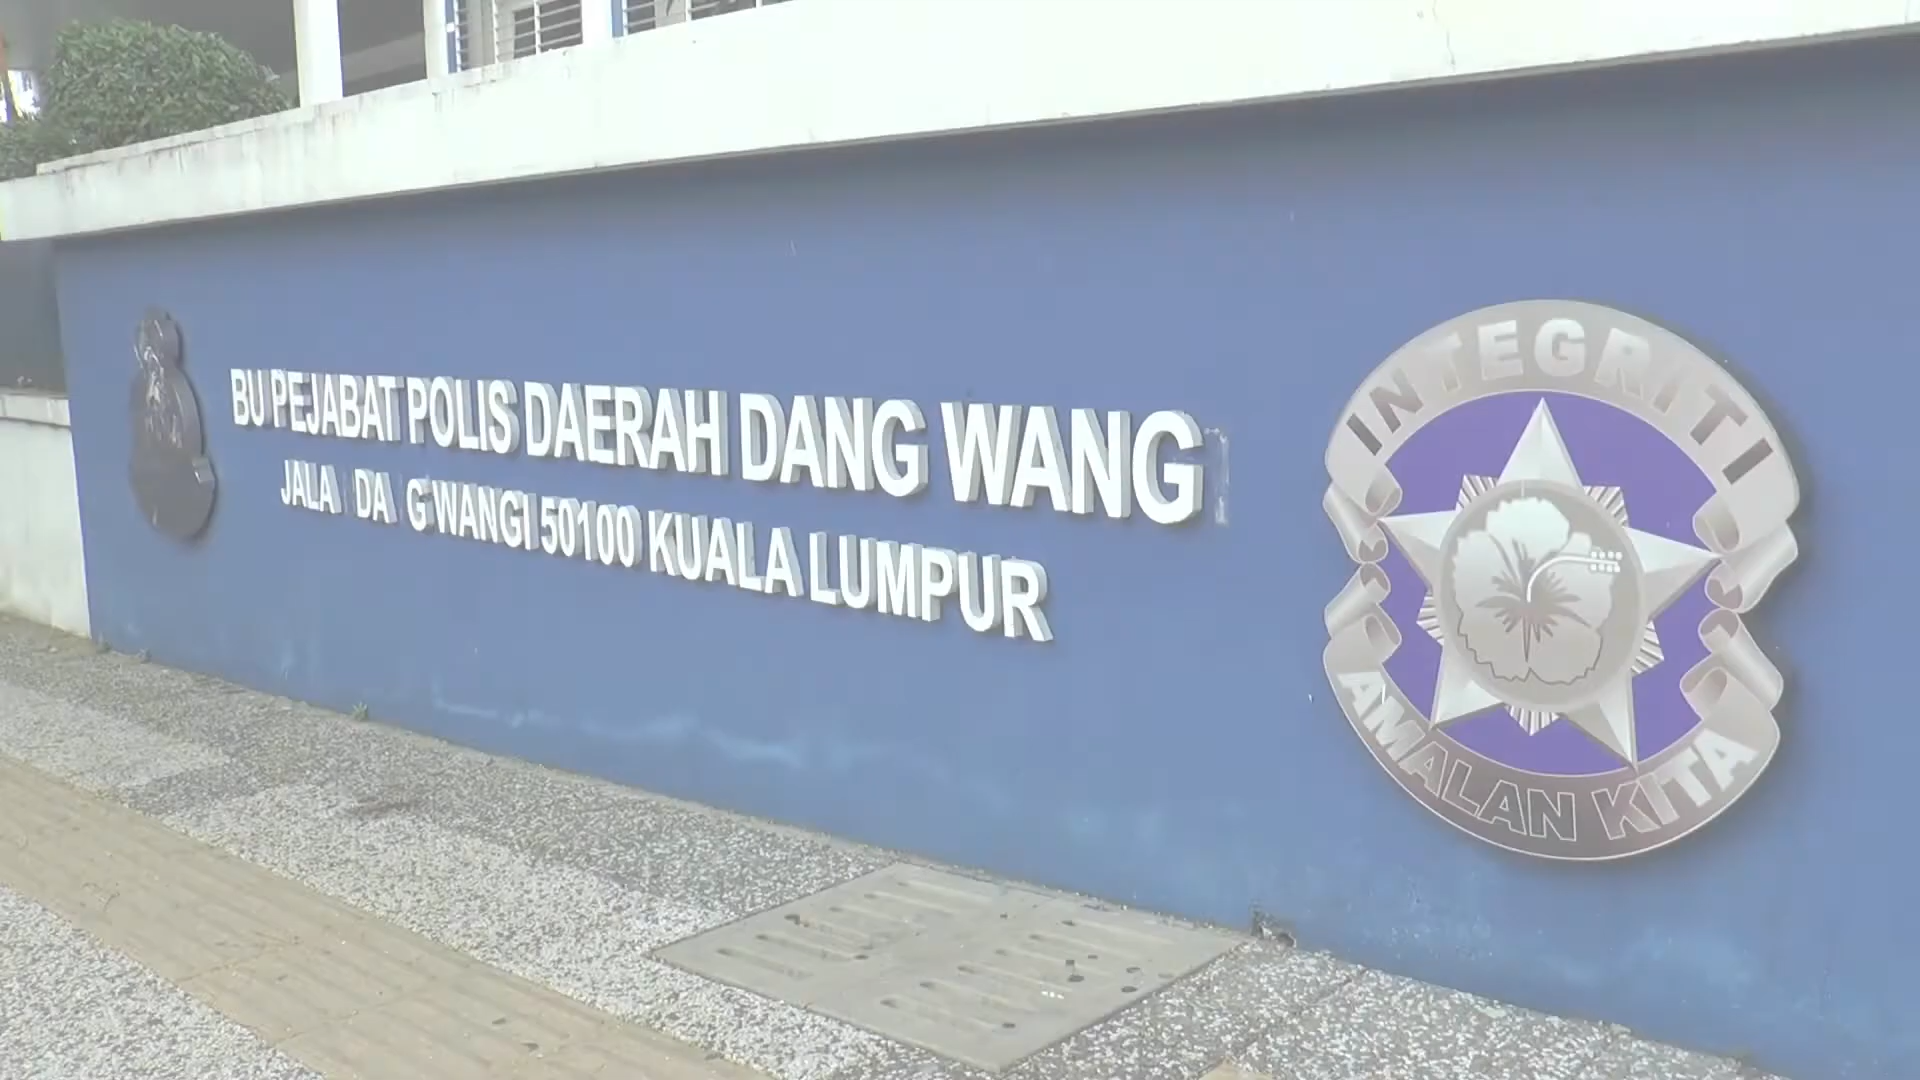 BU PEJABAT POLIS DAERAH DANG WANG
JALA DA G WANGI 50100 KUALA LUMPUR
INTEGRITI
AMALAN KITA